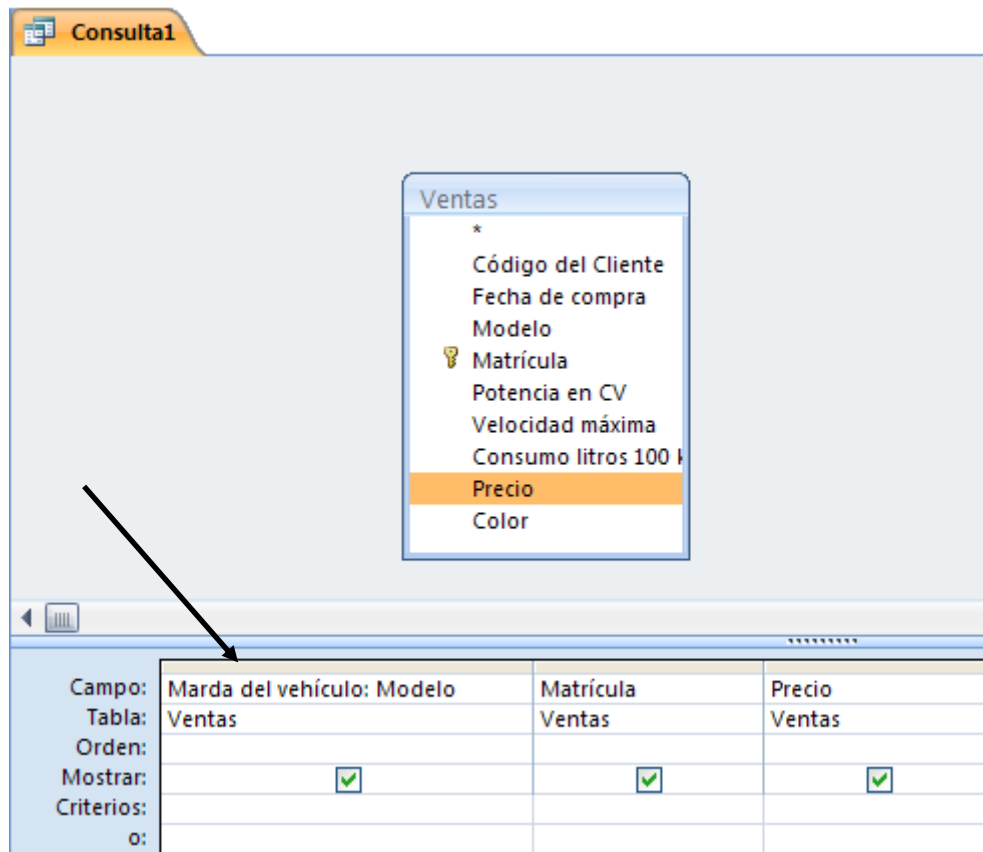 Consulta1
Ventas
*
Código del Cliente
Fecha de compra
Modelo
Matrícula
Potencia en CV
Velocidad máxima
Consumo litros 100 k
Precio
Color
Campo: Marda del vehículo: Modelo Matrícula Precio
Tabla: Ventas Ventas Ventas
Orden:
Mostrar:
Criterios:
o: